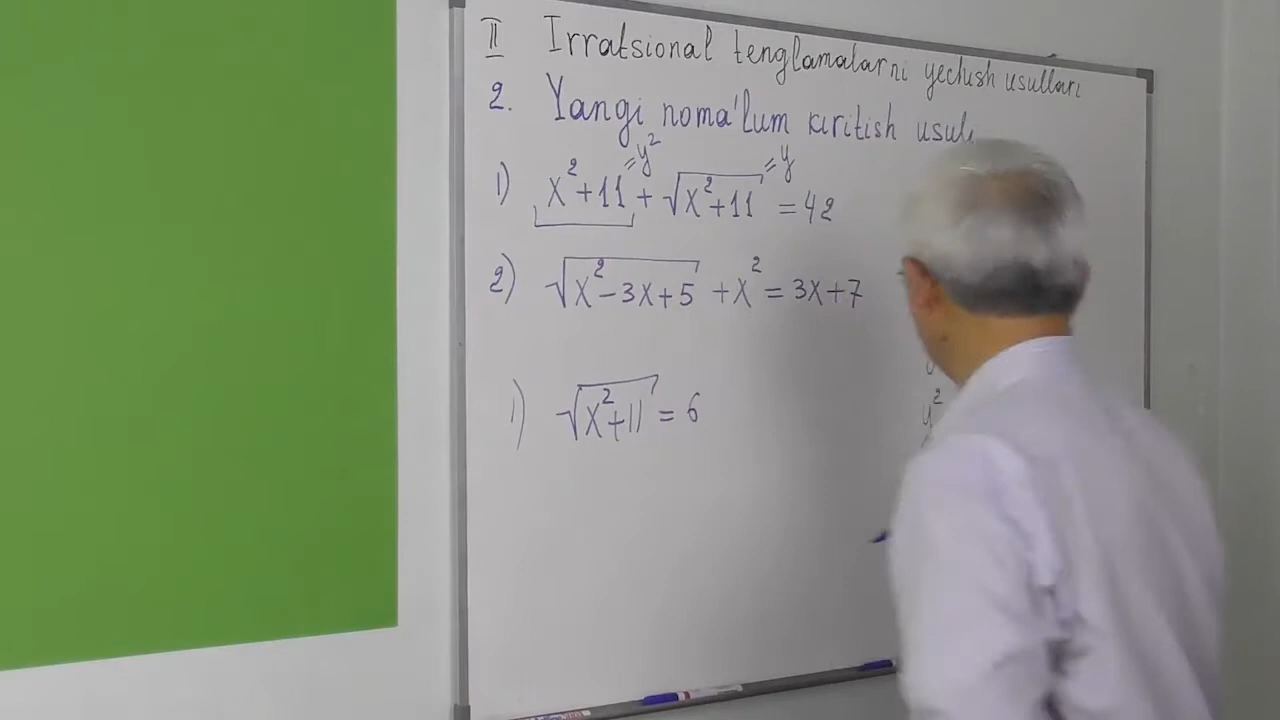 II Irratsional tenglamalarni yechish usullari
2. Yangi noma'lum kiritish
=y² =y
1) x²+11 + √(x²+11) = 42
2) √(x²-3x+5) + x² = 3x+7
1) √(x²+11) = 6
y²